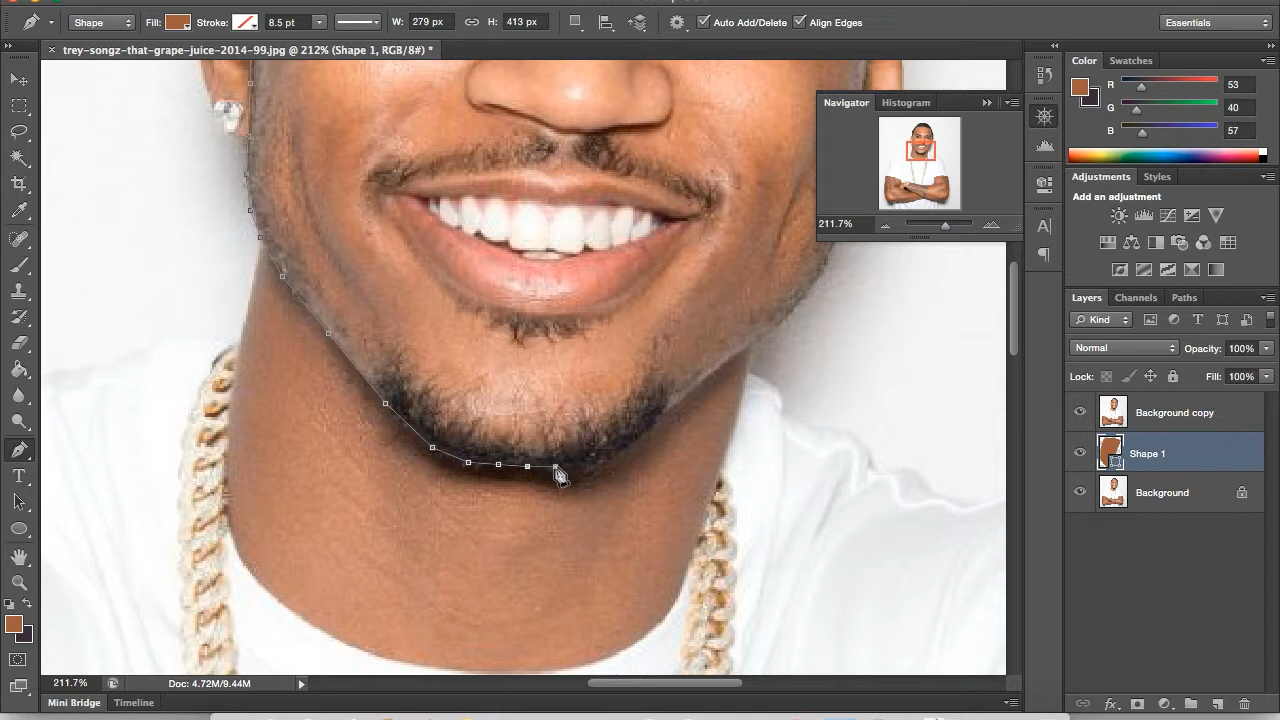 Shape Fill: Stroke: 8.5 pt W: 279 px H: 413 px Auto Add/Delete Align Edges Essentials
trey-songz-that-grape-juice-2014-99.jpg @ 212% (Shape 1, RGB/8#) *
Color Swatches
R 53
G 40
B 57
Navigator Histogram
211.7%
Adjustments Styles
Add an adjustment
Layers Channels Paths
Kind
Normal Opacity: 100%
Lock: Fill: 100%
Background copy
Shape 1
Background
211.7% Doc: 4.72M/9.44M
Mini Bridge Timeline